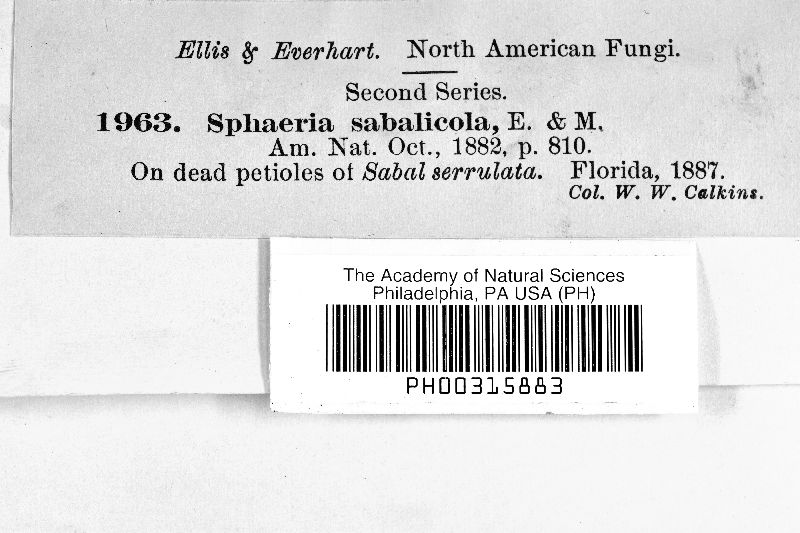 Ellis & Everhart. North American Fungi.
Second Series.
1963. Sphaeria sabalicola, E. & M.
Am. Nat. Oct., 1882, p. 810.
On dead petioles of Sabal serrulata. Florida, 1887.
Col. W. W. Calkins.
The Academy of Natural Sciences
Philadelphia, PA USA (PH)
PH00315883